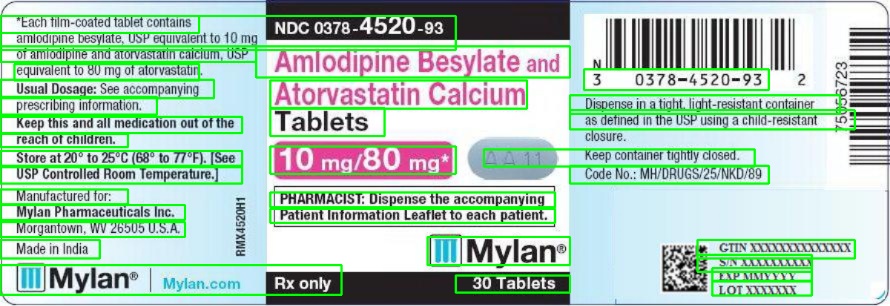 *Each film-coated tablet contains
amlodipine besylate, USP equivalent to 10 mg
of amlodipine and atorvastatin calcium, USP
equivalent to 80 mg of atorvastatin.
Usual Dosage: See accompanying
prescribing information.
Keep this and all medication out of the
reach of children.
Store at 20° to 25°C (68° to 77°F). [See
USP Controlled Room Temperature.]
Manufactured for:
Mylan Pharmaceuticals Inc.
Morgantown, WV 26505 U.S.A.
Made in India
Mylan®
Mylan.com
RMX4520H1
NDC 0378-4520-93
Amlodipine Besylate and
Atorvastatin Calcium
Tablets
10 mg/80 mg*
AA 11
PHARMACIST: Dispense the accompanying
Patient Information Leaflet to each patient.
Mylan®
Rx only
30 Tablets
N
3 0378-4520-93 2
Dispense in a tight, light-resistant container
as defined in the USP using a child-resistant
closure.
Keep container tightly closed.
Code No.: MH/DRUGS/25/NKD/89
GTIN XXXXXXXXXXXXXX
S/N XXXXXXXXXX
EXP MMYYYY
LOT XXXXXXX